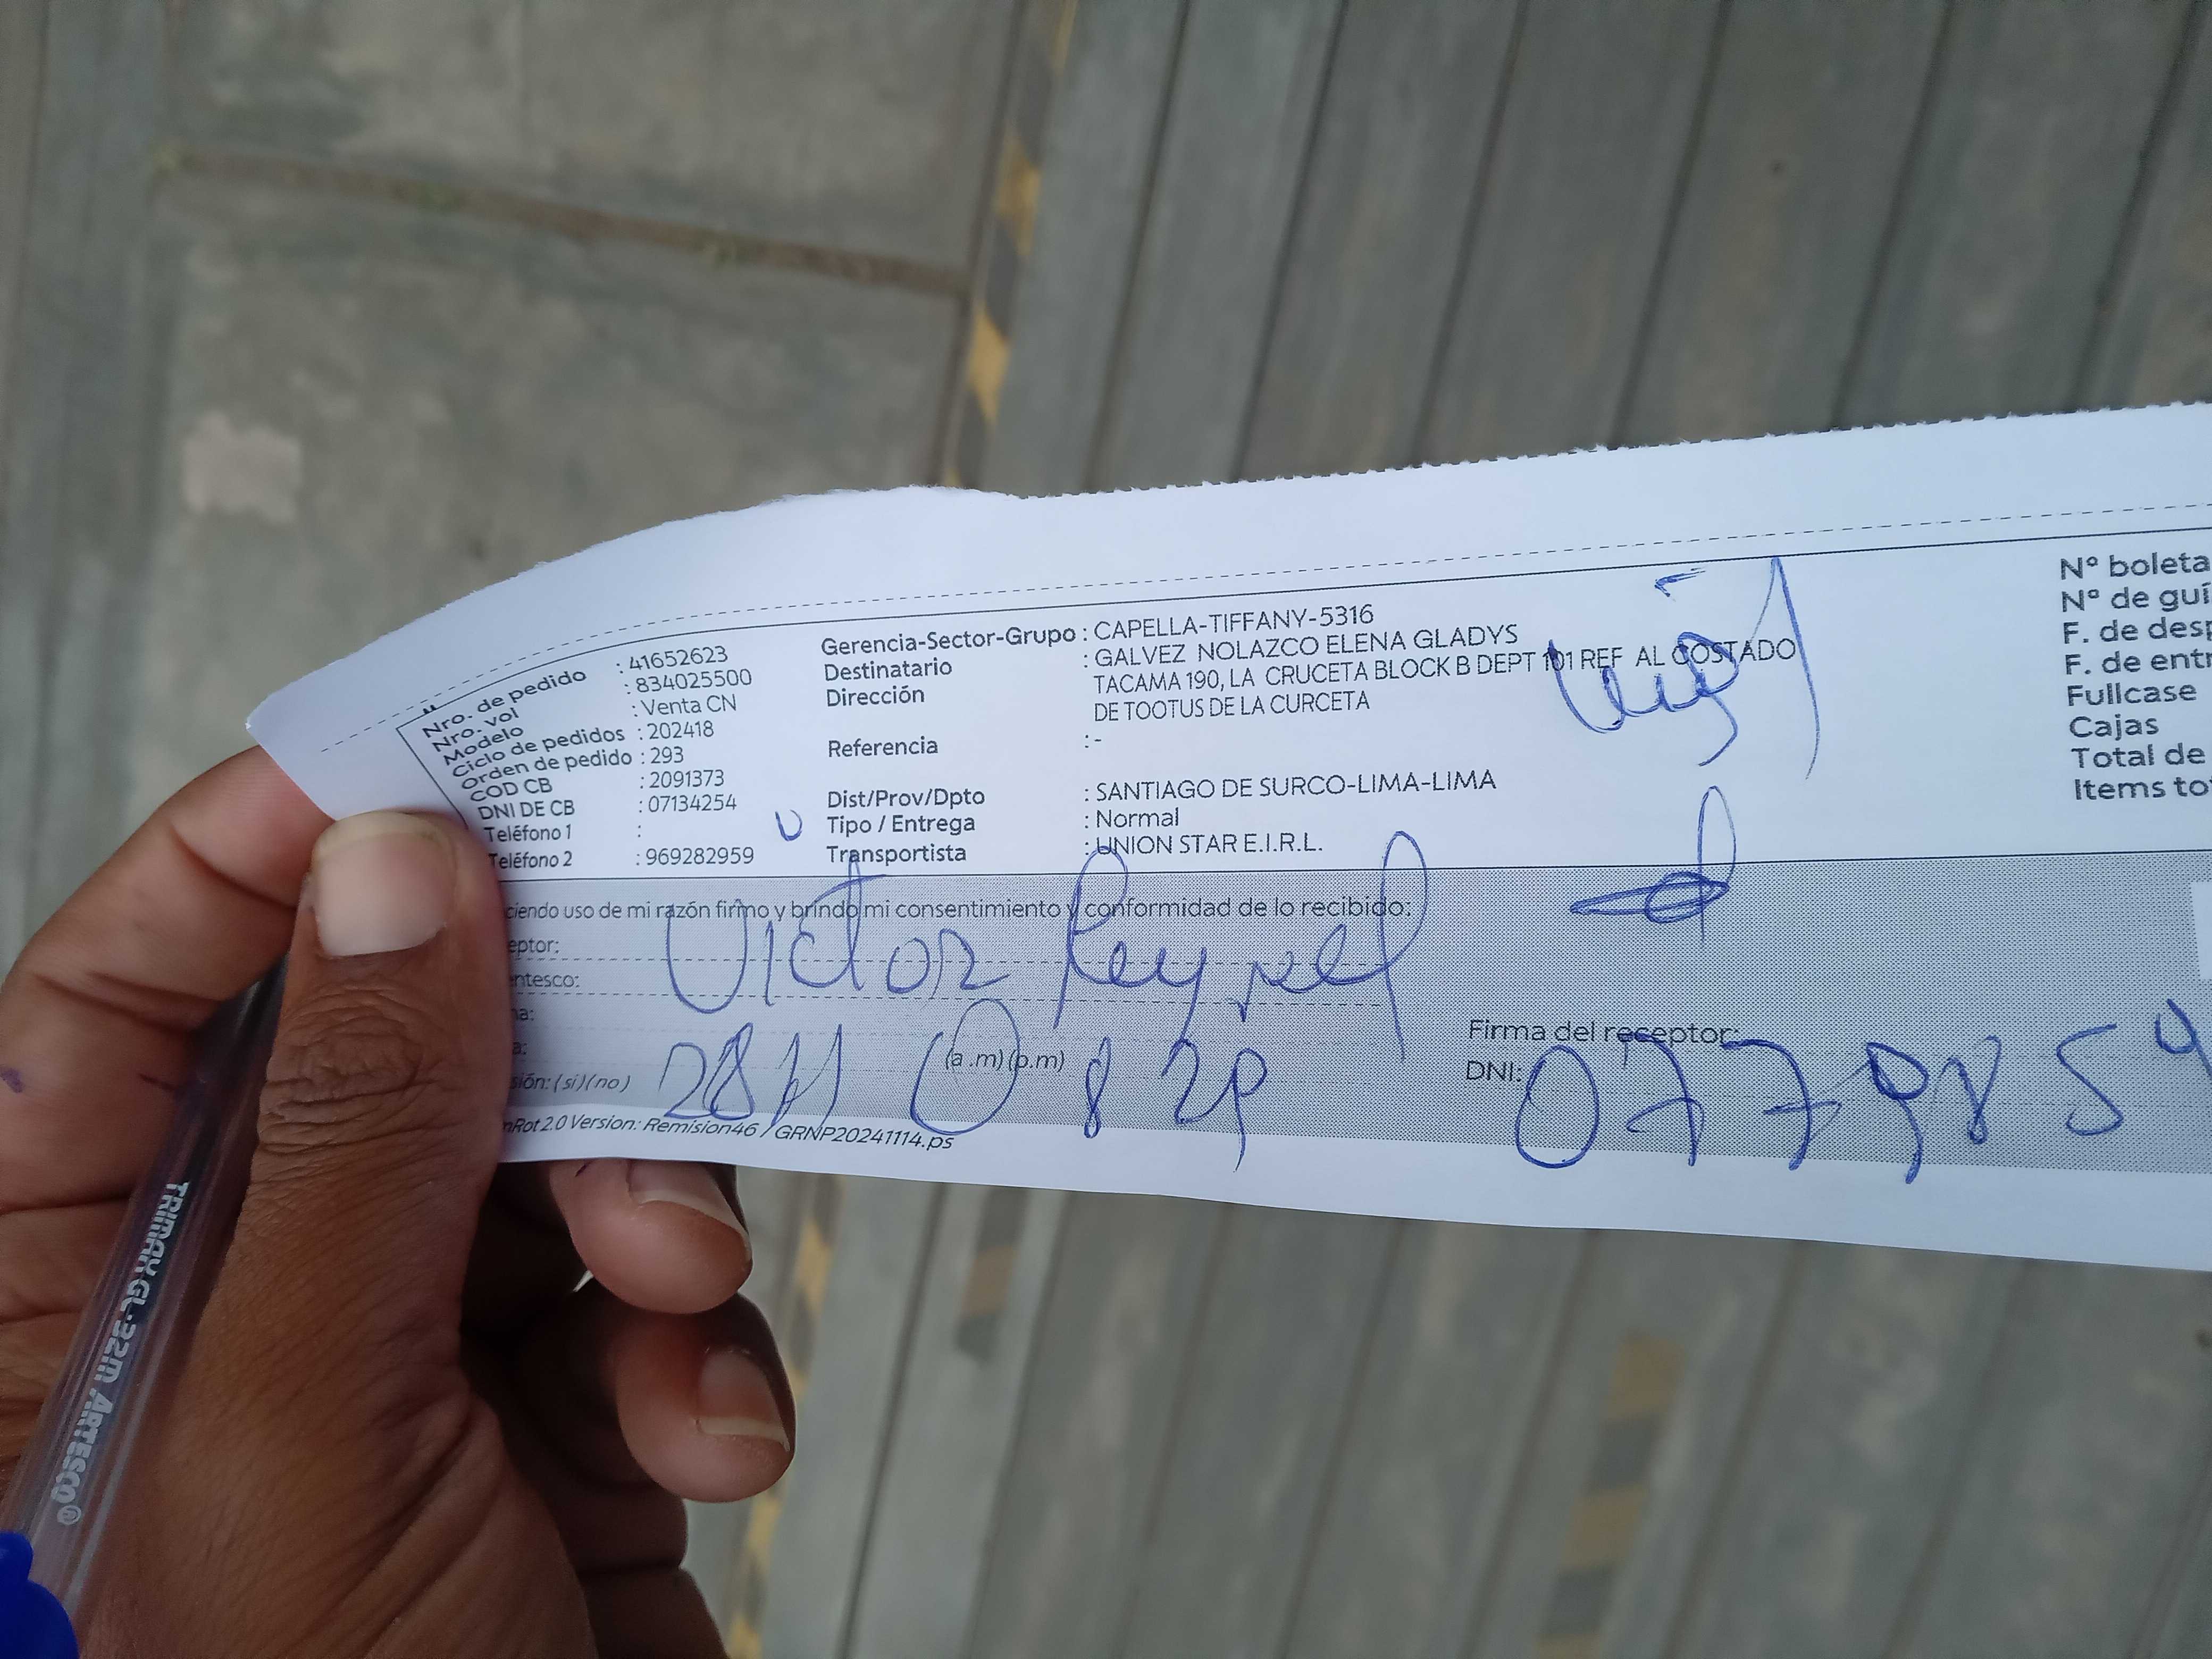 Nro. de pedido : 41652623
Nro. vol : 834025500
Modelo : Venta CN
Ciclo de pedidos : 202418
Orden de pedido : 293
COD CB : 2091373
DNI DE CB : 07134254
Teléfono 1 :
Teléfono 2 : 969282959
Gerencia-Sector-Grupo : CAPELLA-TIFFANY-5316
Destinatario : GALVEZ NOLAZCO ELENA GLADYS
Dirección : TACAMA 190, LA CRUCETA BLOCK B DEPT 101 REF AL COSTADO
DE TOOTUS DE LA CURCETA
Referencia : -
Dist/Prov/Dpto : SANTIAGO DE SURCO-LIMA-LIMA
Tipo / Entrega : Normal
Transportista : UNION STAR E.I.R.L.
Nº boleta
Nº de guí
F. de desp
F. de entr
Fullcase
Cajas
Total de
Items to
ciendo uso de mi razón firmo y brindo mi consentimiento y conformidad de lo recibido:
eptor: Victor
entesco:
na:
a: (a.m) (p.m)
sión: (si) (no) 28
Firma del receptor:
DNI: 0779854
nRot 2.0 Version: Remision46 / GRNP20241114.ps
TRIMAX GL-32m ARTESCO®